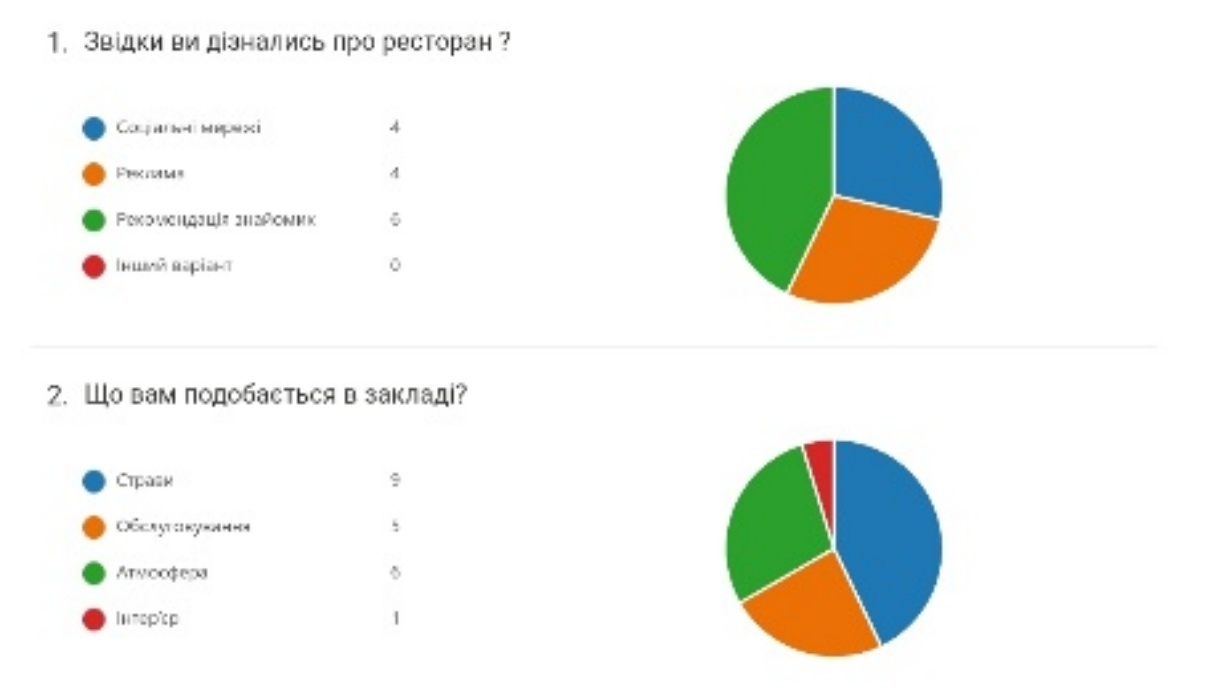 1. Звідки ви дізнались про ресторан ?
Соціальні мережі 4
Реклама 4
Рекомендація знайомих 6
Інший варіант 0
2. Що вам подобається в закладі?
Страви 9
Обслуговування 5
Атмосфера 6
Інтер'єр 1